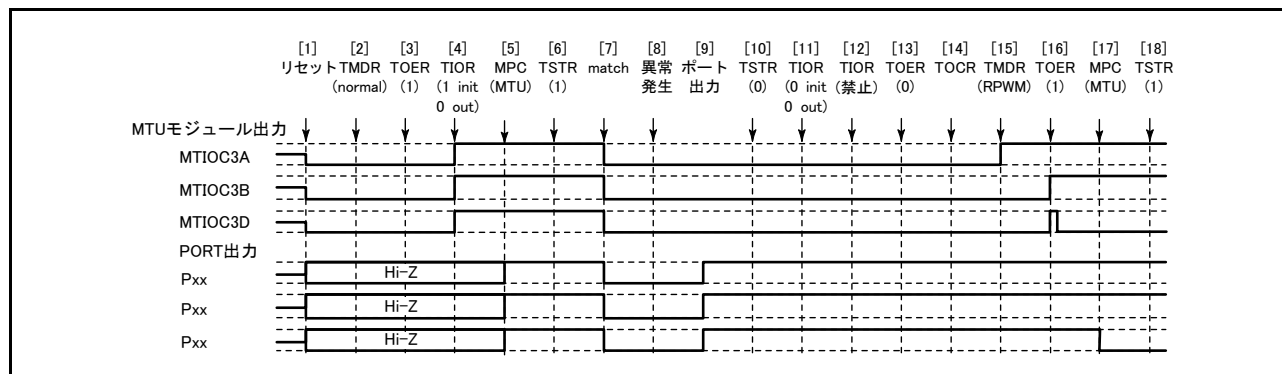 [1] [2] [3] [4] [5] [6] [7] [8] [9] [10] [11] [12] [13] [14] [15] [16] [17] [18]
リセット TMDR TOER TIOR MPC TSTR match 異常 ポート TSTR TIOR TIOR TOER TOCR TMDR TOER MPC TSTR
(normal) (1) (1 init (MTU) (1) 発生 出力 (0) (0 init (禁止) (0) (RPWM) (1) (MTU) (1)
0 out) 0 out)
MTUモジュール出力
MTIOC3A
MTIOC3B
MTIOC3D
PORT出力
Pxx Hi-Z
Pxx Hi-Z
Pxx Hi-Z